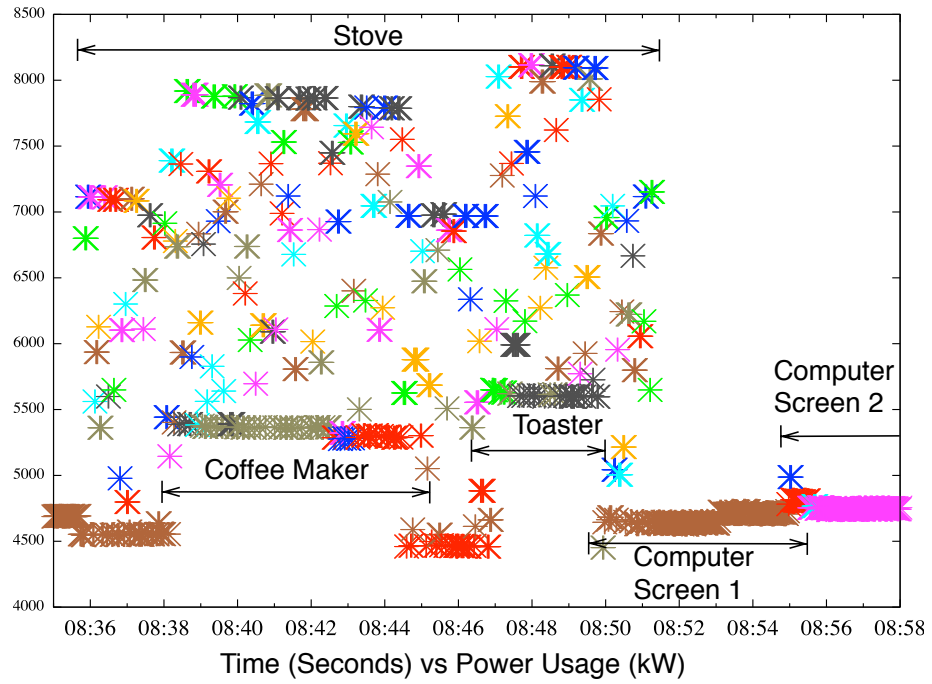 8500
Stove
8000
7500
7000
6500
6000
5500
5000
4500
4000
Computer
Screen 2
Toaster
Coffee Maker
Computer
Screen 1
08:36 08:38 08:40 08:42 08:44 08:46 08:48 08:50 08:52 08:54 08:56 08:58
Time (Seconds) vs Power Usage (kW)